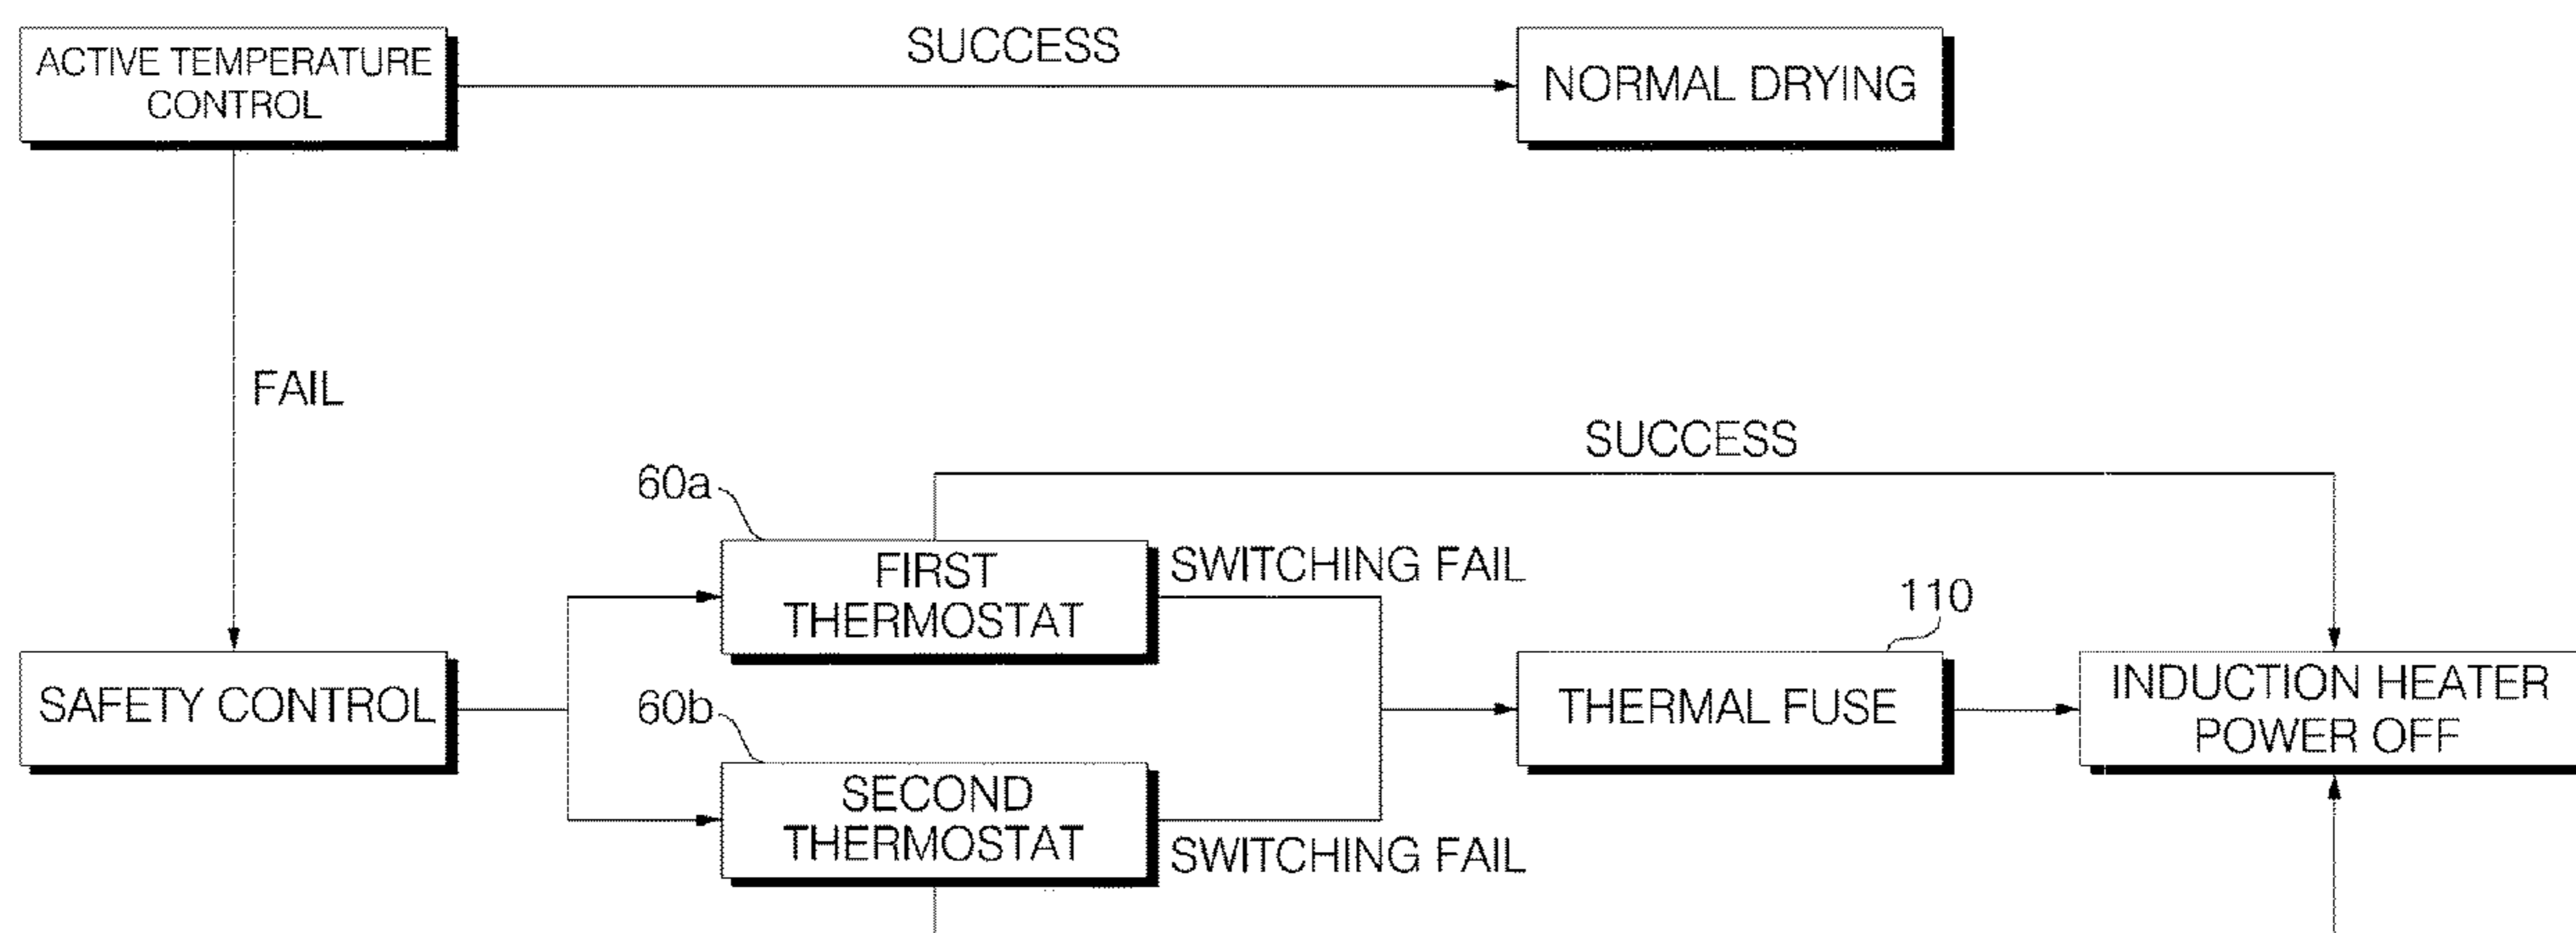 ACTIVE TEMPERATURE
CONTROL
SUCCESS
NORMAL DRYING
FAIL
SUCCESS
60a
FIRST
THERMOSTAT
SWITCHING FAIL
110
SAFETY CONTROL
THERMAL FUSE
INDUCTION HEATER
POWER OFF
60b
SECOND
THERMOSTAT
SWITCHING FAIL